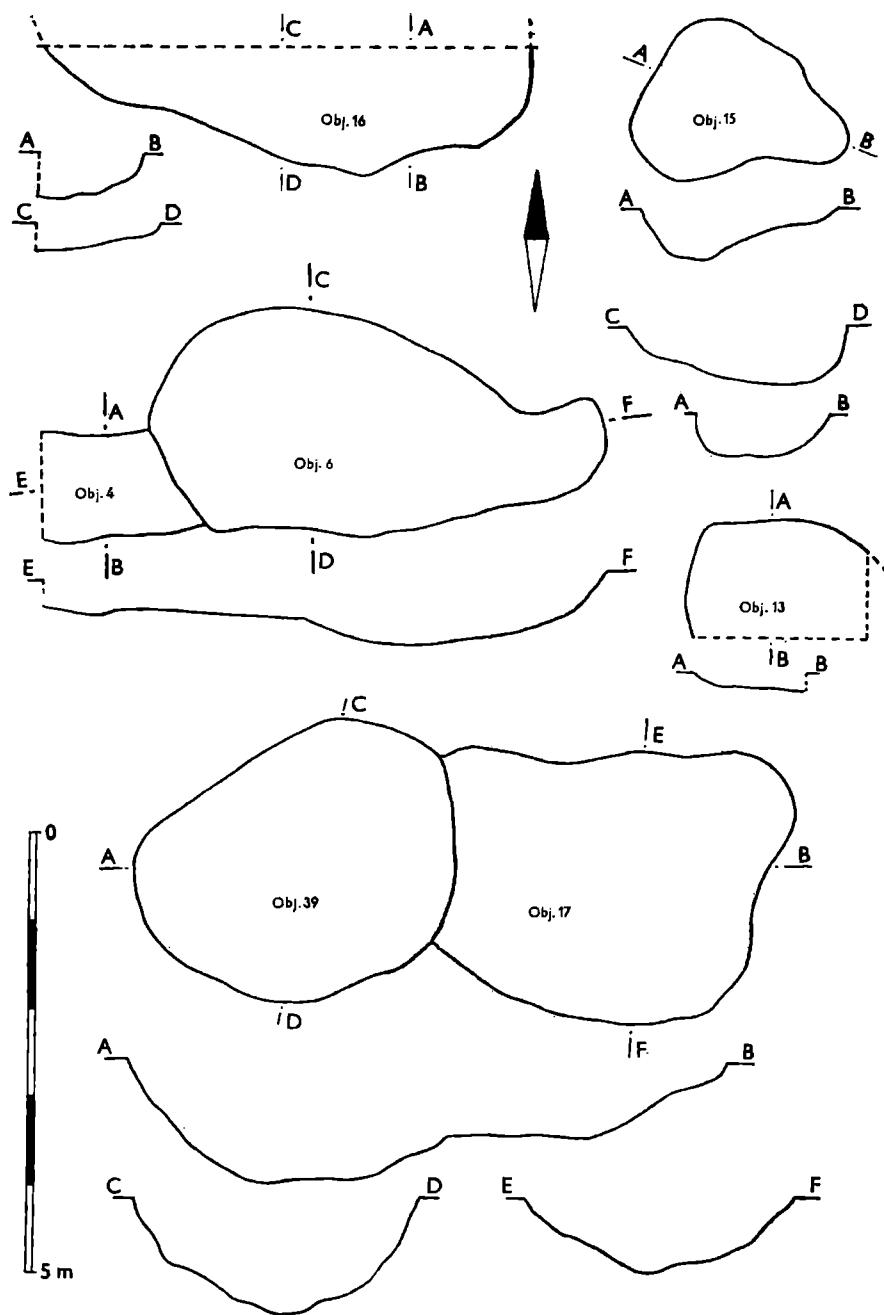 C A
Obj. 16
D B
A B
C D
A
Obj. 15
B
A B
C D
A B
C
A
F
E
Obj. 4
Obj. 6
B D
E F
A
Obj. 13
B
A B
C
E
0
A
B
Obj. 39
Obj. 17
D
F
A B
C D E F
5 m